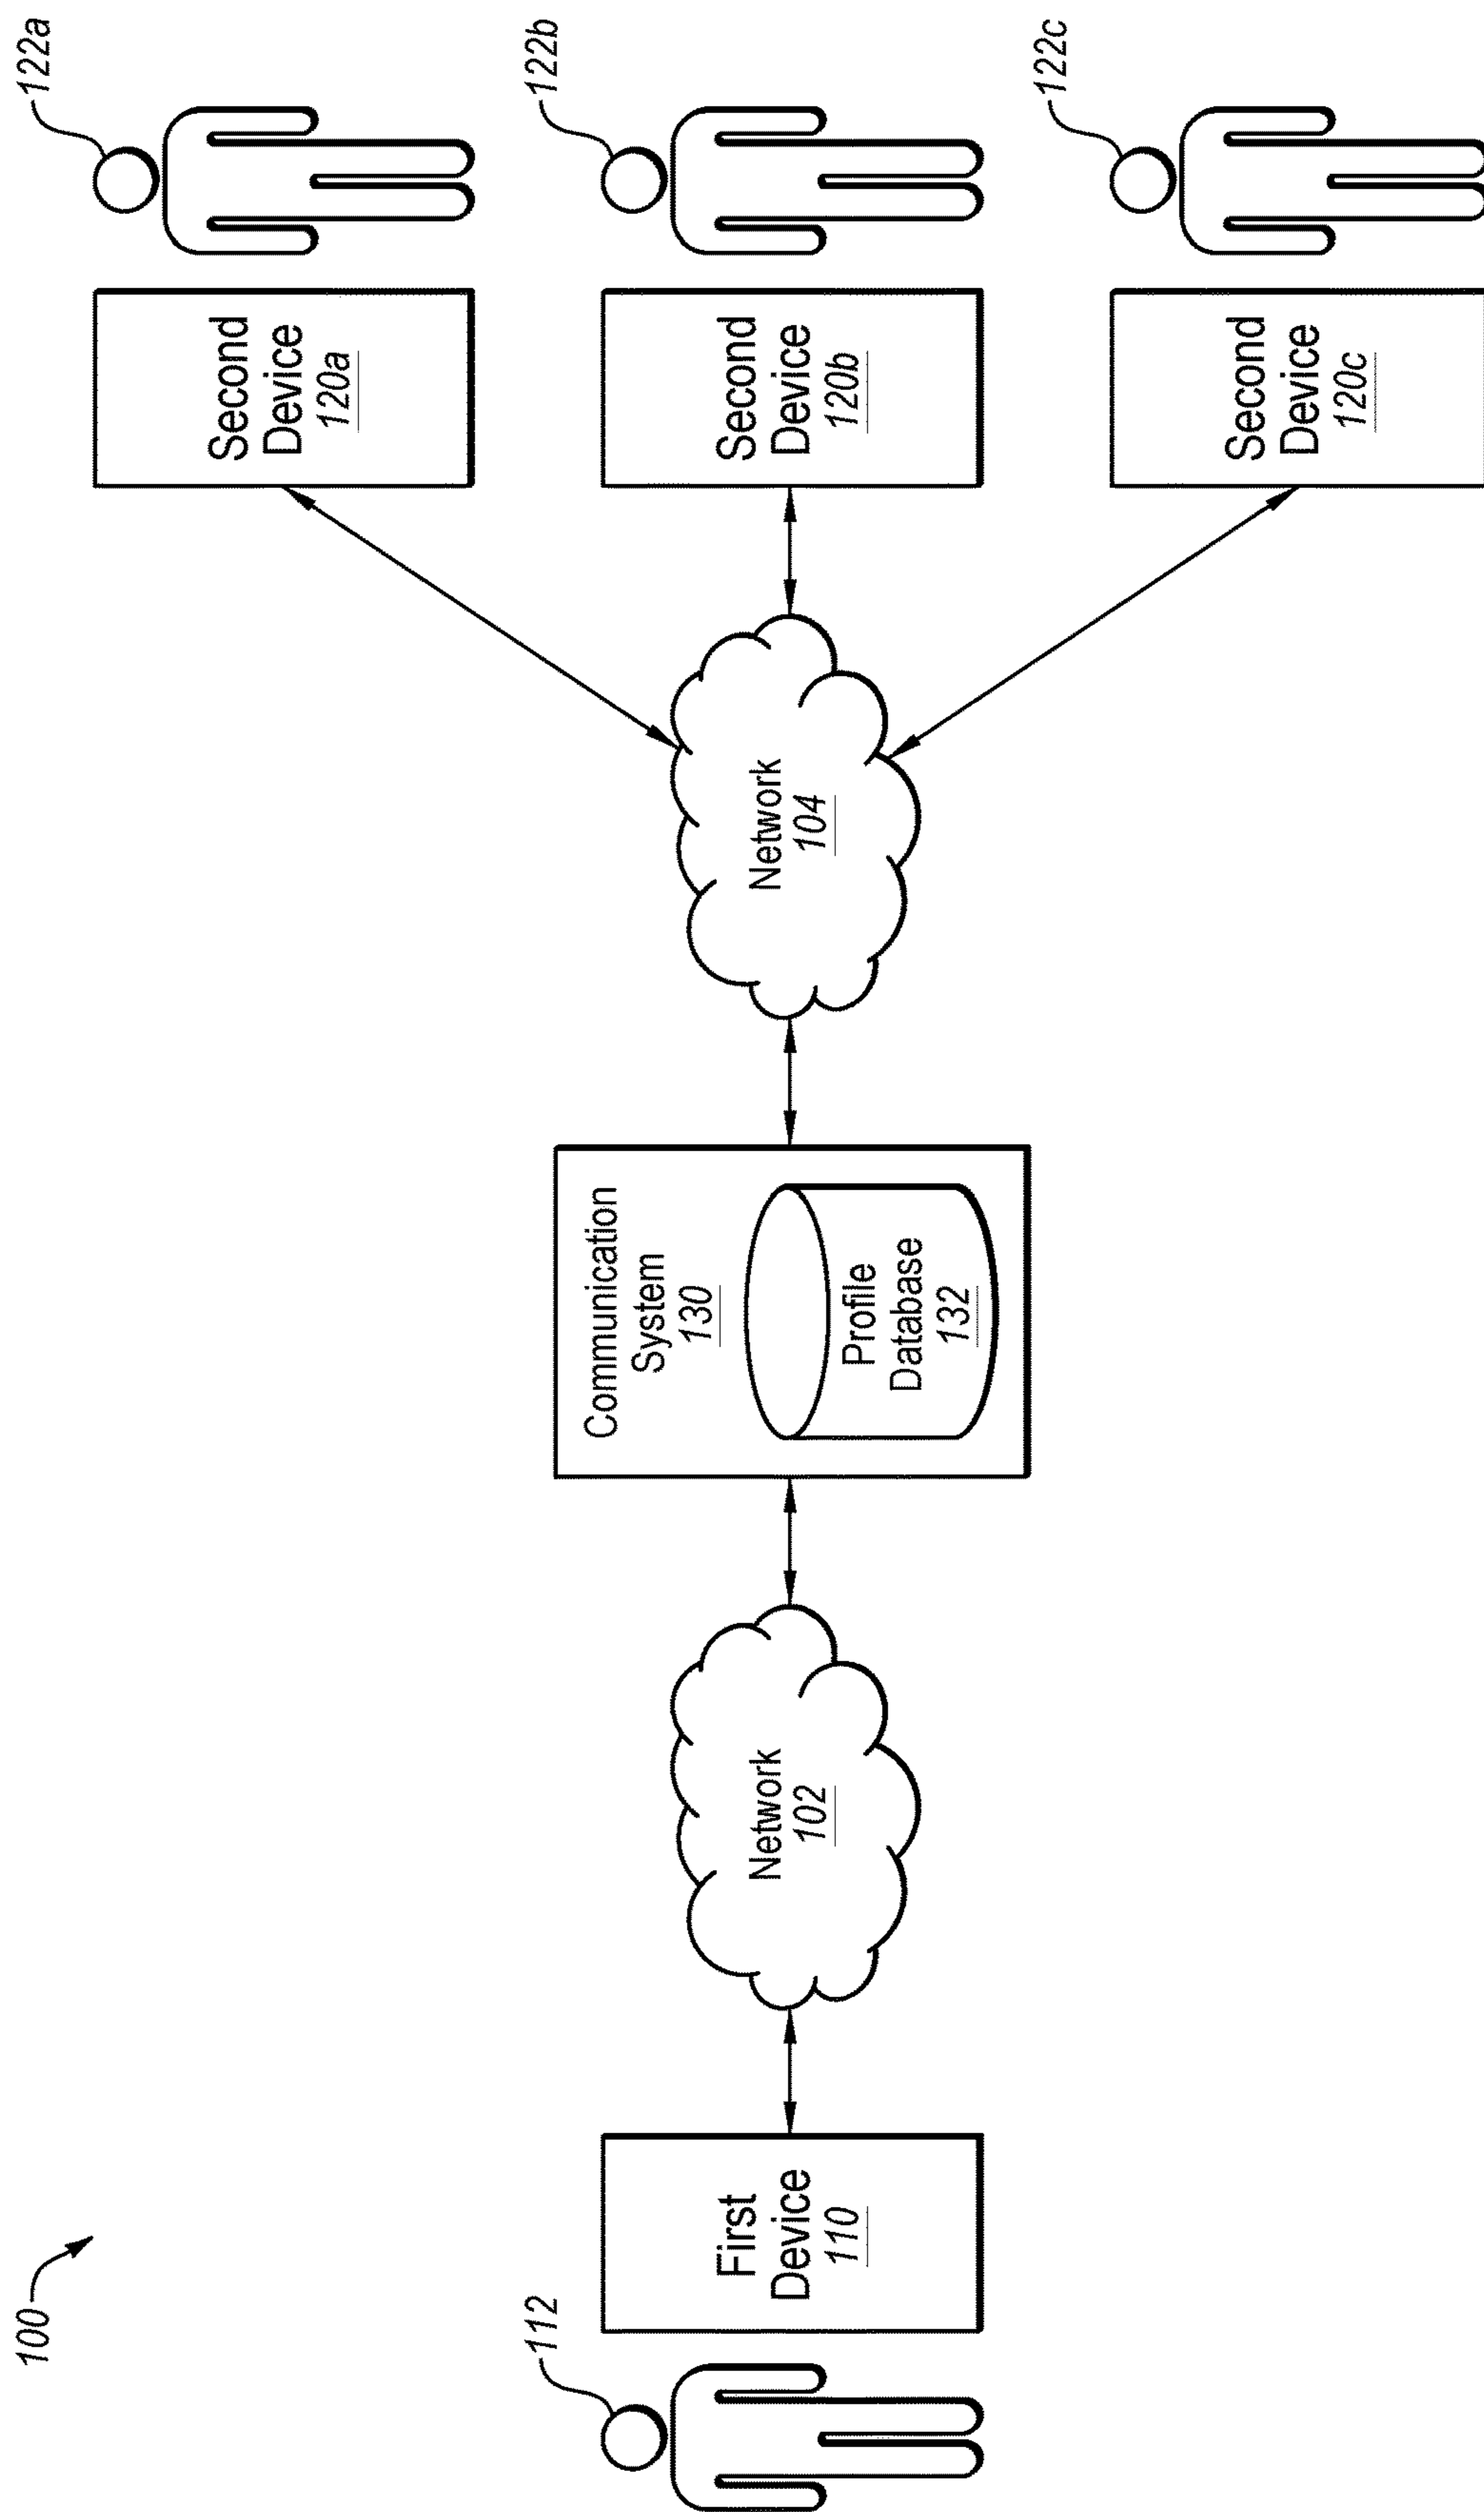 100
112
First
Device
110
Network
102
Communication
System
130
Profile
Database
132
Network
104
Second
Device
120a
122a
Second
Device
120b
122b
Second
Device
120c
122c